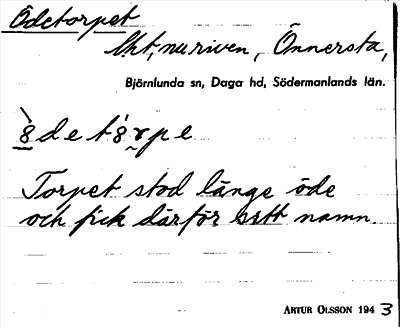 Ödetorpet
lht, nu riven, Önnersta,
Björnlunda sn, Daga hd, Södermanlands län.
Torpet stod länge öde
och fick därför sitt namn.
ARTUR OLSSON 1943